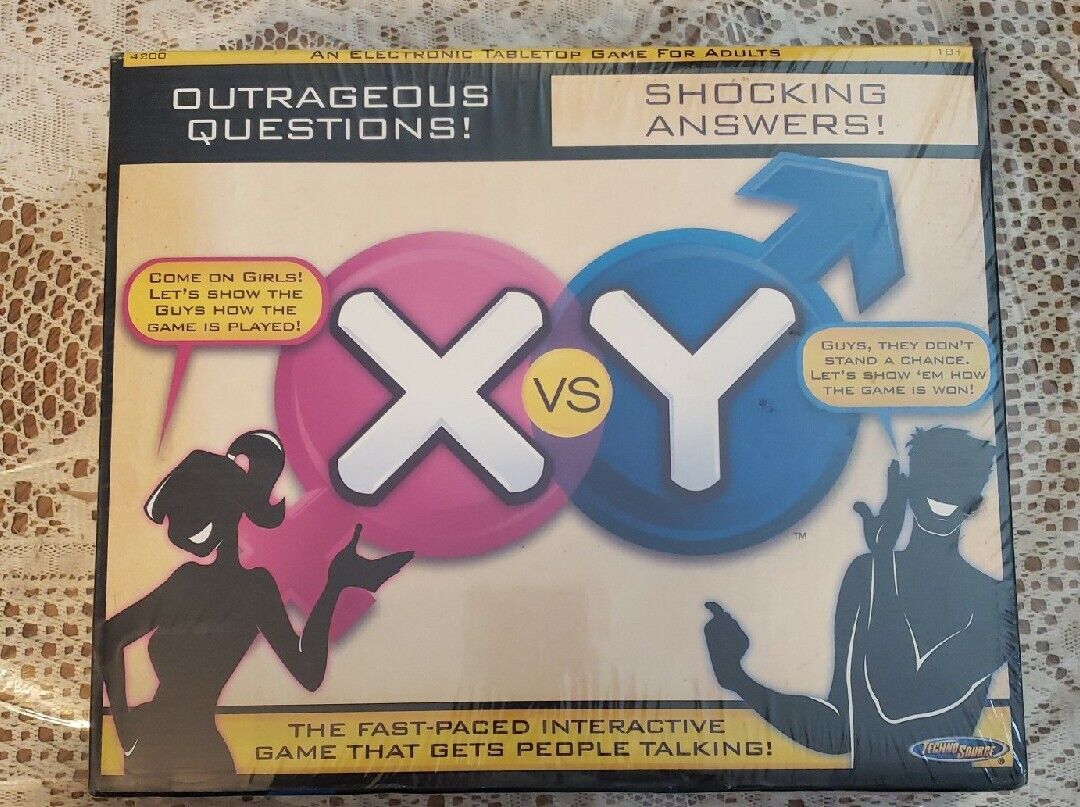 4200
AN ELECTRONIC TABLETOP GAME FOR ADULTS
18+
OUTRAGEOUS
QUESTIONS!
SHOCKING
ANSWERS!
COME ON GIRLS!
LET'S SHOW THE
GUYS HOW THE
GAME IS PLAYED!
X VS Y
GUYS, THEY DON'T
STAND A CHANCE.
LET'S SHOW 'EM HOW
THE GAME IS WON!
TM
THE FAST-PACED INTERACTIVE
GAME THAT GETS PEOPLE TALKING!
TECHNO SOURCE
®